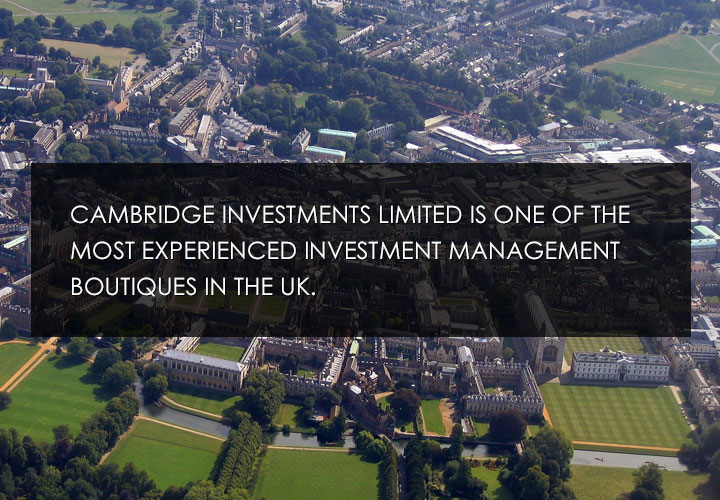 CAMBRIDGE INVESTMENTS LIMITED IS ONE OF THE
MOST EXPERIENCED INVESTMENT MANAGEMENT
BOUTIQUES IN THE UK.